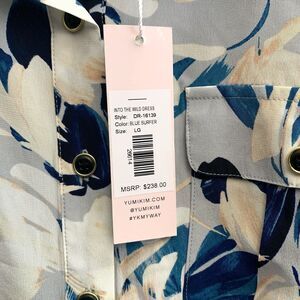 INTO THE WILD DRESS
Style: DR-16139
Color: BLUE SURFER
Size: LG
29014
MSRP: $238.00
YUMIKIM.COM
@YUMIKIM
#YKMYWAY